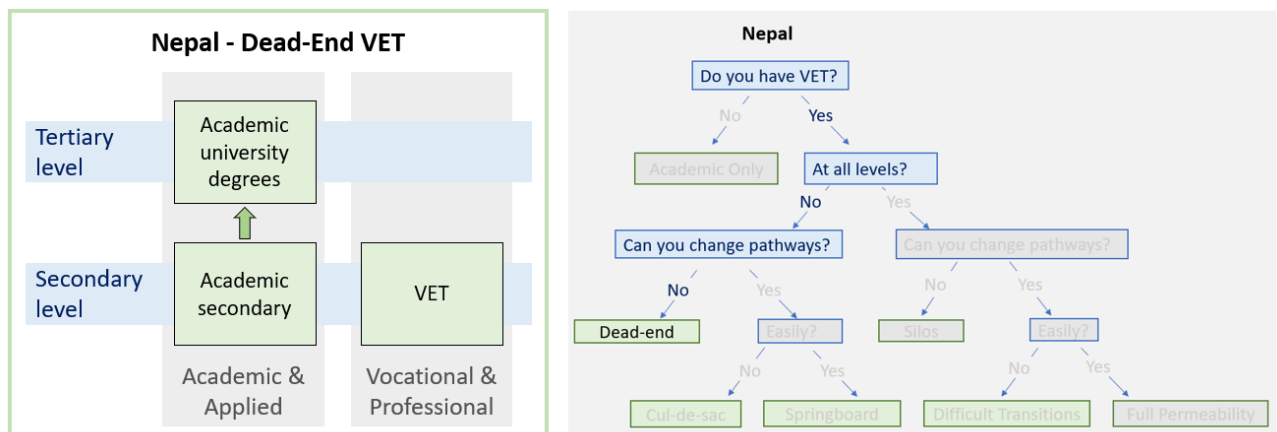 Nepal - Dead-End VET
Tertiary
level
Academic
university
degrees
Secondary
level
Academic
secondary
VET
Academic &
Applied
Vocational &
Professional
Nepal
Do you have VET?
No
Yes
Academic Only
At all levels?
No
Yes
Can you change pathways?
Can you change pathways?
No
Yes
No
Yes
Dead-end
Easily?
Silos
Easily?
No
Yes
No
Yes
Cul-de-sac
Springboard
Difficult Transitions
Full Permeability